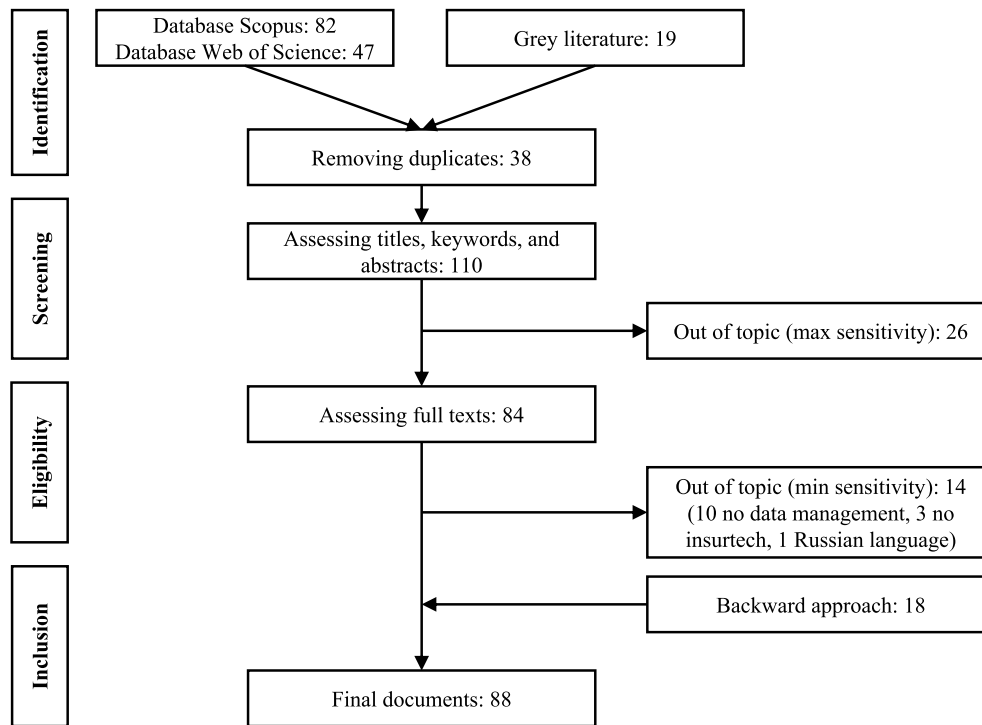 Identification
Database Scopus: 82
Database Web of Science: 47
Grey literature: 19
Removing duplicates: 38
Screening
Assessing titles, keywords, and
abstracts: 110
Out of topic (max sensitivity): 26
Eligibility
Assessing full texts: 84
Out of topic (min sensitivity): 14
(10 no data management, 3 no
insurtech, 1 Russian language)
Inclusion
Backward approach: 18
Final documents: 88